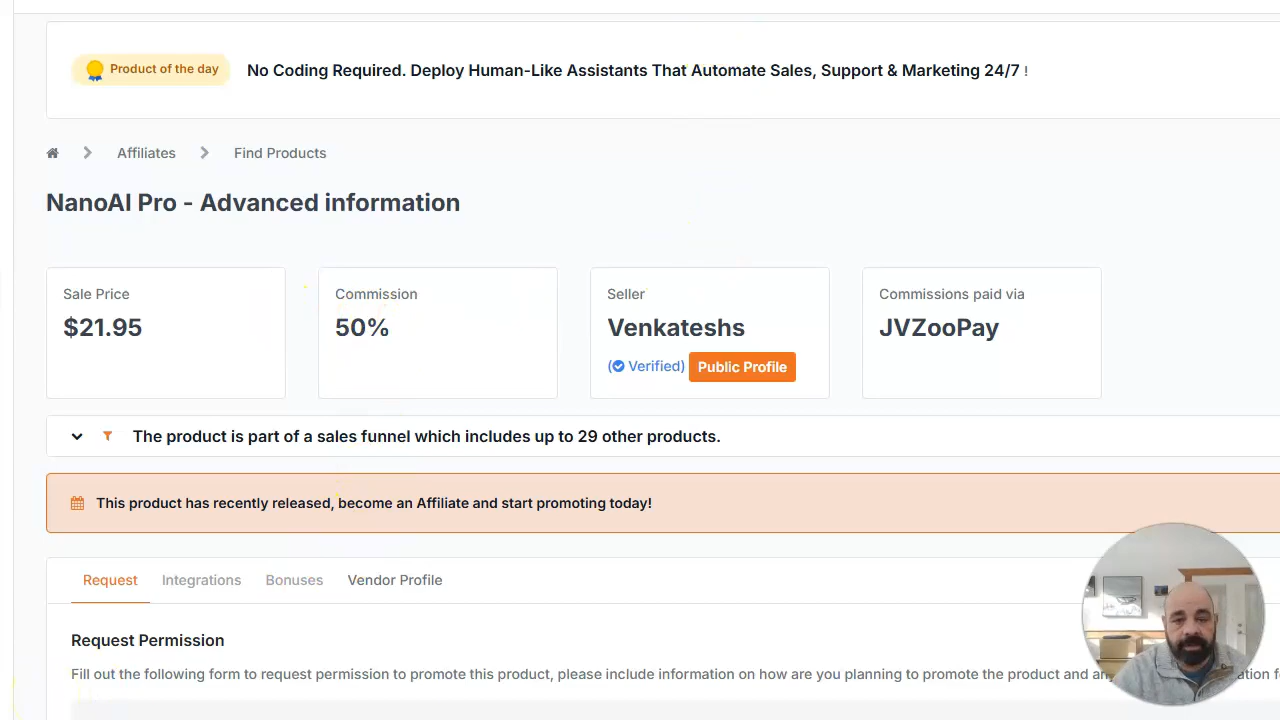 Product of the day
No Coding Required. Deploy Human-Like Assistants That Automate Sales, Support & Marketing 24/7 !
Affiliates
Find Products
NanoAI Pro - Advanced information
Sale Price
$21.95
Commission
50%
Seller
Venkateshs
(Verified) Public Profile
Commissions paid via
JVZooPay
The product is part of a sales funnel which includes up to 29 other products.
This product has recently released, become an Affiliate and start promoting today!
Request
Integrations
Bonuses
Vendor Profile
Request Permission
Fill out the following form to request permission to promote this product, please include information on how are you planning to promote the product and